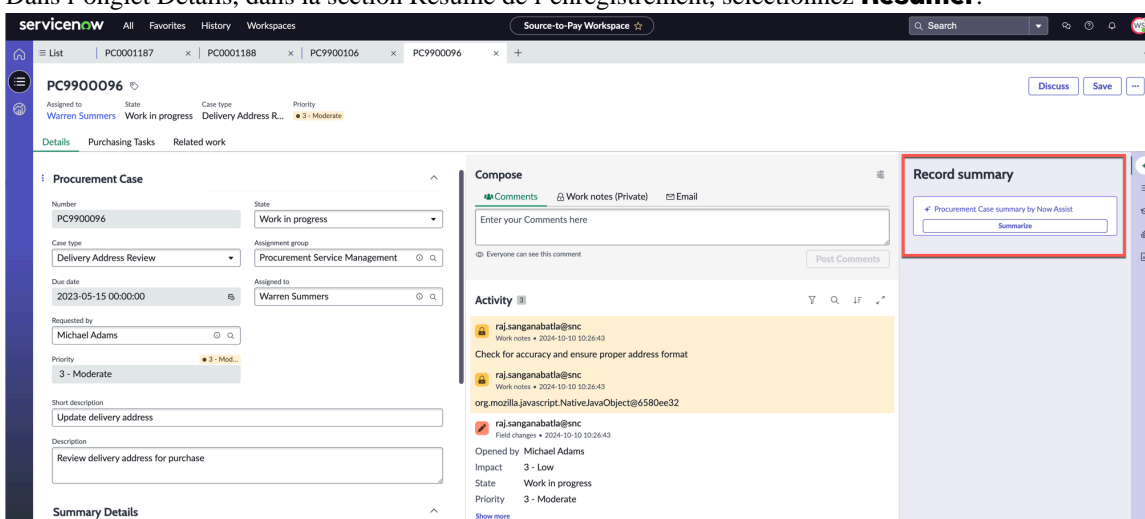 Dans l'onglet Détails, dans la section Résumé de l'enregistrement, sélectionnez Résumer.
servicenow All Favorites History Workspaces Source-to-Pay Workspace ☆ Search
List PC0001187 × PC0001188 × PC9900106 × PC9900096 × +
PC9900096
Discuss Save ...
Assigned to State Case type Priority
Warren Summers Work in progress Delivery Address R... • 3 - Moderate
Details Purchasing Tasks Related work
Procurement Case
Number State
PC9900096 Work in progress
Case type Assignment group
Delivery Address Review Procurement Service Management
Due date Assigned to
2023-05-15 00:00:00 Warren Summers
Requested by
Michael Adams
Priority • 3 - Mod...
3 - Moderate
Short description
Update delivery address
Description
Review delivery address for purchase
Summary Details
Compose
Comments Work notes (Private) Email
Enter your Comments here
Everyone can see this comment Post Comments
Activity 3
raj.sanganabatla@snc
Work notes • 2024-10-10 10:26:43
Check for accuracy and ensure proper address format
raj.sanganabatla@snc
Work notes • 2024-10-10 10:26:43
org.mozilla.javascript.NativeJavaObject@6580ee32
raj.sanganabatla@snc
Field changes • 2024-10-10 10:26:43
Opened by Michael Adams
Impact 3 - Low
State Work in progress
Priority 3 - Moderate
Show more
Record summary
Procurement Case summary by Now Assist
Summarize